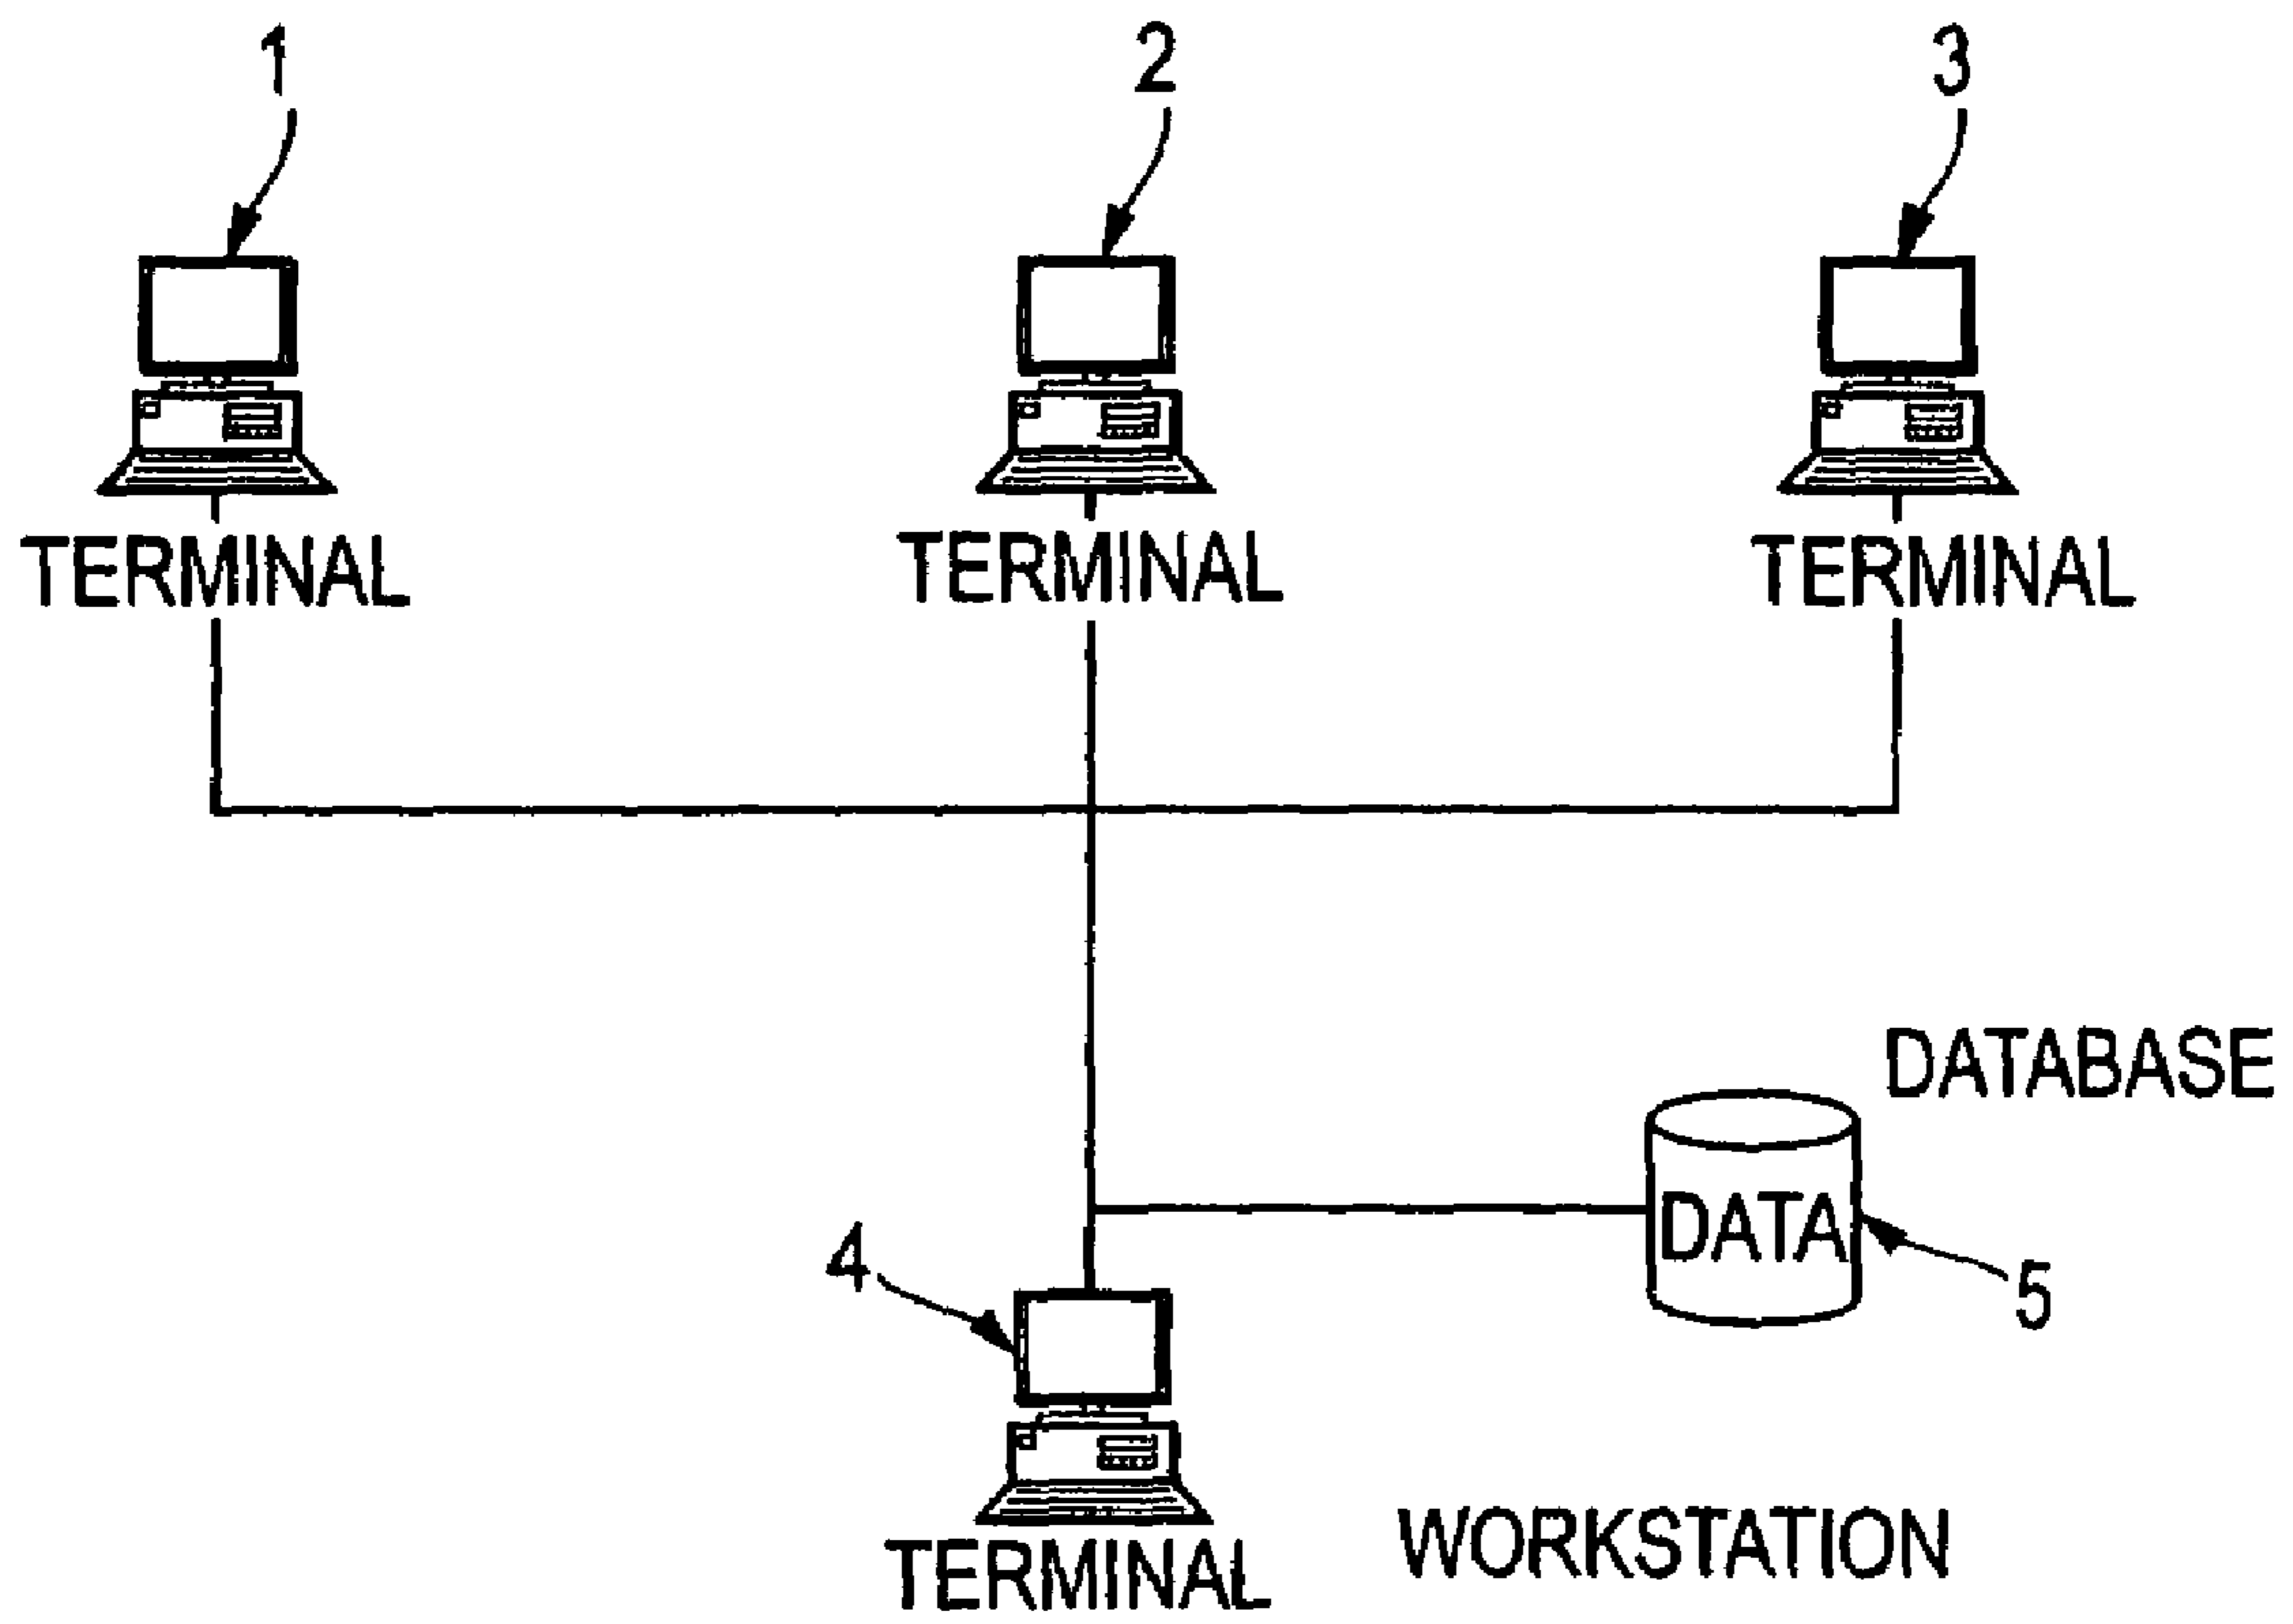 1
2
3
TERMINAL
TERMINAL
TERMINAL
DATABASE
DATA
4
5
WORKSTATION
TERMINAL